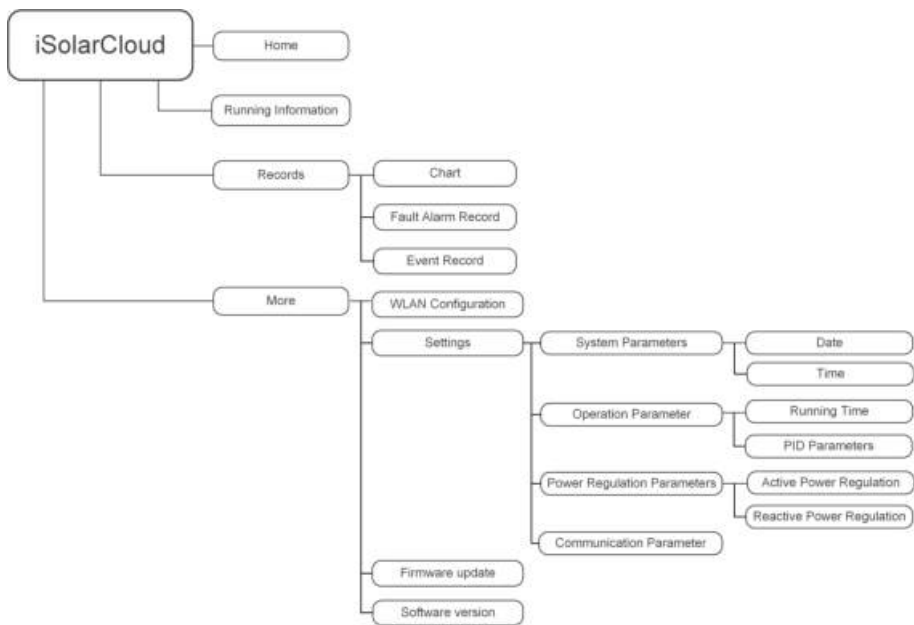 iSolarCloud
Home
Running Information
Records
Chart
Fault Alarm Record
Event Record
More
WLAN Configuration
Settings
System Parameters
Date
Time
Operation Parameter
Running Time
PID Parameters
Power Regulation Parameters
Active Power Regulation
Reactive Power Regulation
Communication Parameter
Firmware update
Software version